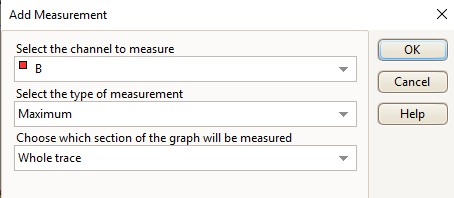 Add Measurement
Select the channel to measure
B
OK
Cancel
Select the type of measurement
Maximum
Help
Choose which section of the graph will be measured
Whole trace